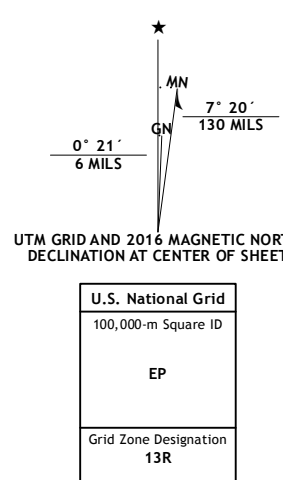 ★
MN
7° 20´
130 MILS
GN
0° 21´
6 MILS
UTM GRID AND 2016 MAGNETIC NORT
DECLINATION AT CENTER OF SHEET
U.S. National Grid
100,000-m Square ID
EP
Grid Zone Designation
13R